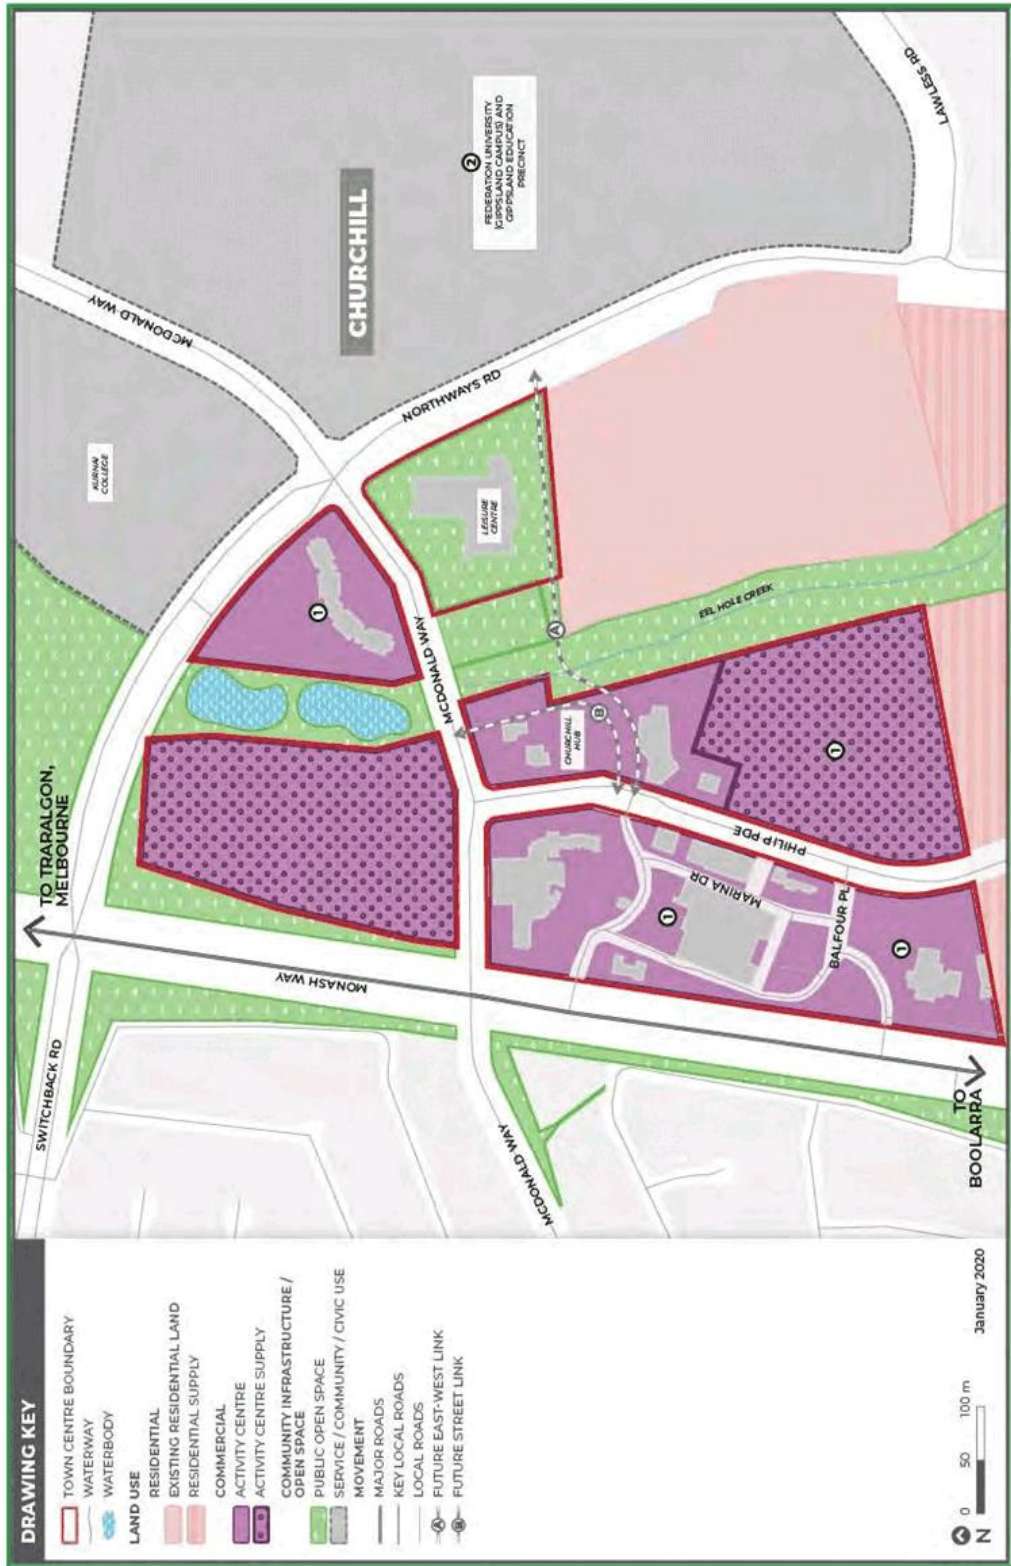 DRAWING KEY
TOWN CENTRE BOUNDARY
WATERWAY
WATERBODY
LAND USE
RESIDENTIAL
EXISTING RESIDENTIAL LAND
RESIDENTIAL SUPPLY
COMMERCIAL
ACTIVITY CENTRE
ACTIVITY CENTRE SUPPLY
COMMUNITY INFRASTRUCTURE /
OPEN SPACE
PUBLIC OPEN SPACE
SERVICE / COMMUNITY / CIVIC USE
MOVEMENT
MAJOR ROADS
KEY LOCAL ROADS
LOCAL ROADS
A FUTURE EAST-WEST LINK
B FUTURE STREET LINK
N
0 50 100 m
January 2020
TO TRARALGON,
MELBOURNE
SWITCHBACK RD
MONASH WAY
MCDONALD WAY
TO
BOOLARRA
MCDONALD WAY
MCDONALD WAY
KURNAI
COLLEGE
CHURCHILL
NORTHWAYS RD
LAWLESS RD
2
FEDERATION UNIVERSITY
(GIPPSLAND CAMPUS) AND
GIPPSLAND EDUCATION
PRECINCT
LEISURE
CENTRE
1
A
B
EEL HOLE CREEK
CHURCHILL
HUB
1
PHILIP PDE
MARINA DR
1
BALFOUR PL
1